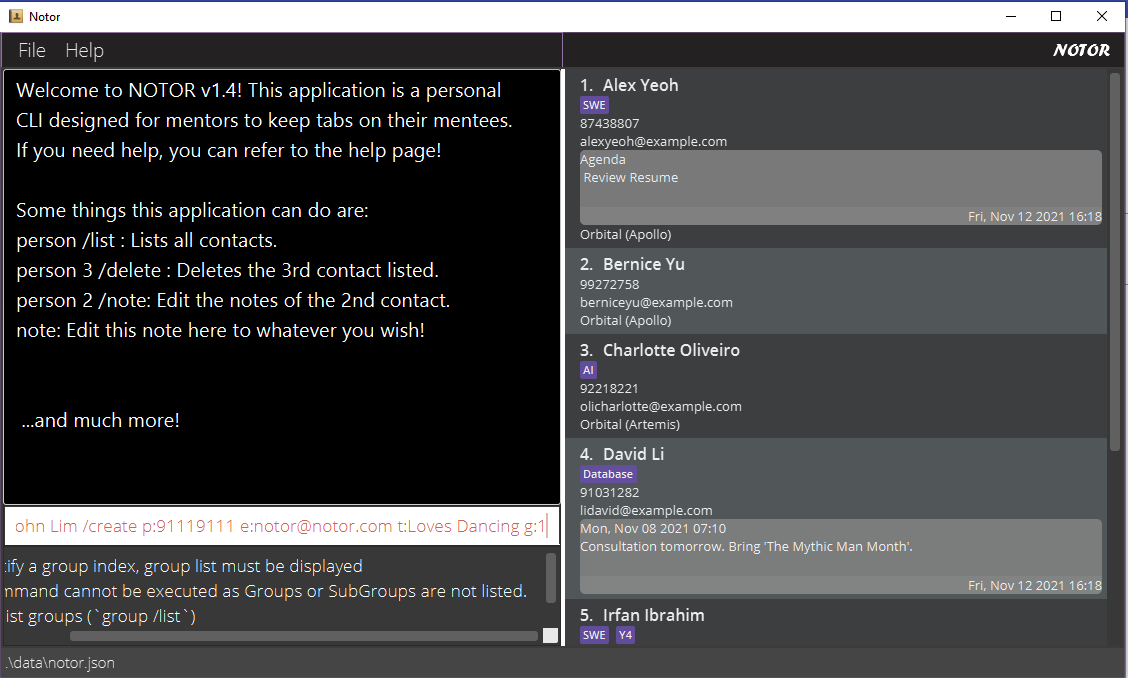 Notor
File Help
NOTOR
Welcome to NOTOR v1.4! This application is a personal
CLI designed for mentors to keep tabs on their mentees.
If you need help, you can refer to the help page!
Some things this application can do are:
person /list : Lists all contacts.
person 3 /delete : Deletes the 3rd contact listed.
person 2 /note: Edit the notes of the 2nd contact.
note: Edit this note here to whatever you wish!
...and much more!
ohn Lim /create p:91119111 e:notor@notor.com t:Loves Dancing g:1
ify a group index, group list must be displayed
mmand cannot be executed as Groups or SubGroups are not listed.
ist groups (`group /list`)
.\data\notor.json
1. Alex Yeoh
SWE
87438807
alexyeoh@example.com
Agenda
Review Resume
Fri, Nov 12 2021 16:18
Orbital (Apollo)
2. Bernice Yu
99272758
berniceyu@example.com
Orbital (Apollo)
3. Charlotte Oliveiro
AI
92218221
olicharlotte@example.com
Orbital (Artemis)
4. David Li
Database
91031282
lidavid@example.com
Mon, Nov 08 2021 07:10
Consultation tomorrow. Bring 'The Mythic Man Month'.
Fri, Nov 12 2021 16:18
5. Irfan Ibrahim
SWE Y4